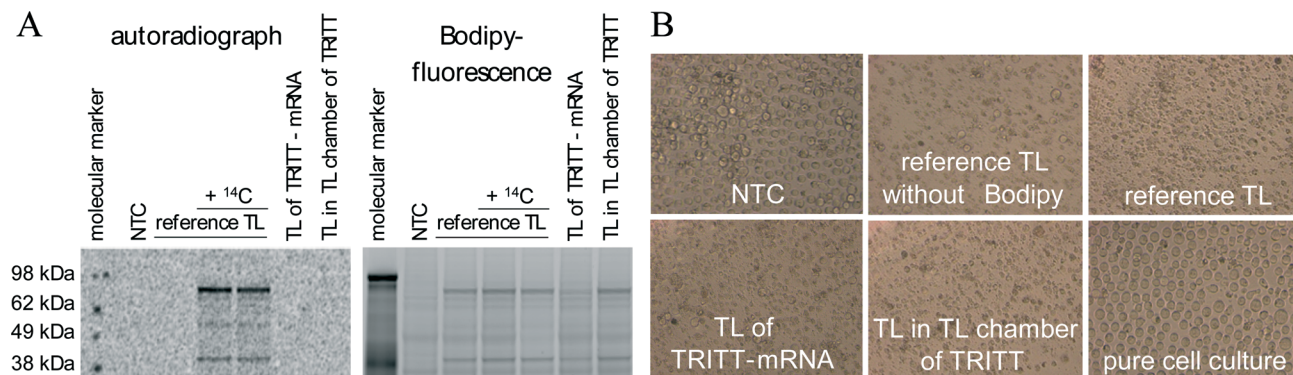 A
autoradiograph
Bodipy-
fluorescence
molecular marker
NTC
+ ¹⁴C
reference TL
TL of TRITT - mRNA
TL in TL chamber of TRITT
molecular marker
NTC
+ ¹⁴C
reference TL
TL of TRITT - mRNA
TL in TL chamber of TRITT
98 kDa
62 kDa
49 kDa
38 kDa
B
NTC
reference TL
without Bodipy
reference TL
TL of
TRITT-mRNA
TL in TL chamber
of TRITT
pure cell culture